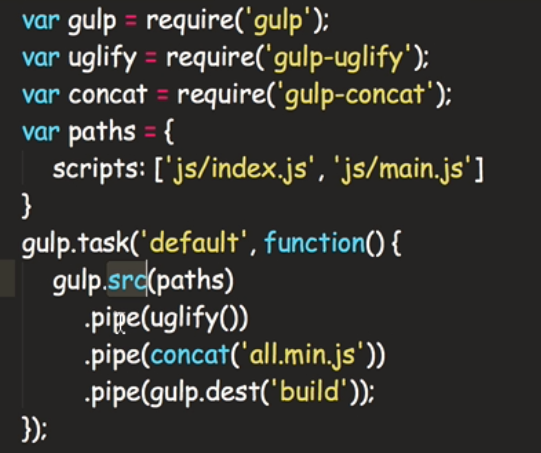 var gulp = require('gulp');
var uglify = require('gulp-uglify');
var concat = require('gulp-concat');
var paths = {
scripts: ['js/index.js', 'js/main.js']
}
gulp.task('default', function() {
gulp.src(paths)
.pipe(uglify())
.pipe(concat('all.min.js'))
.pipe(gulp.dest('build'));
});